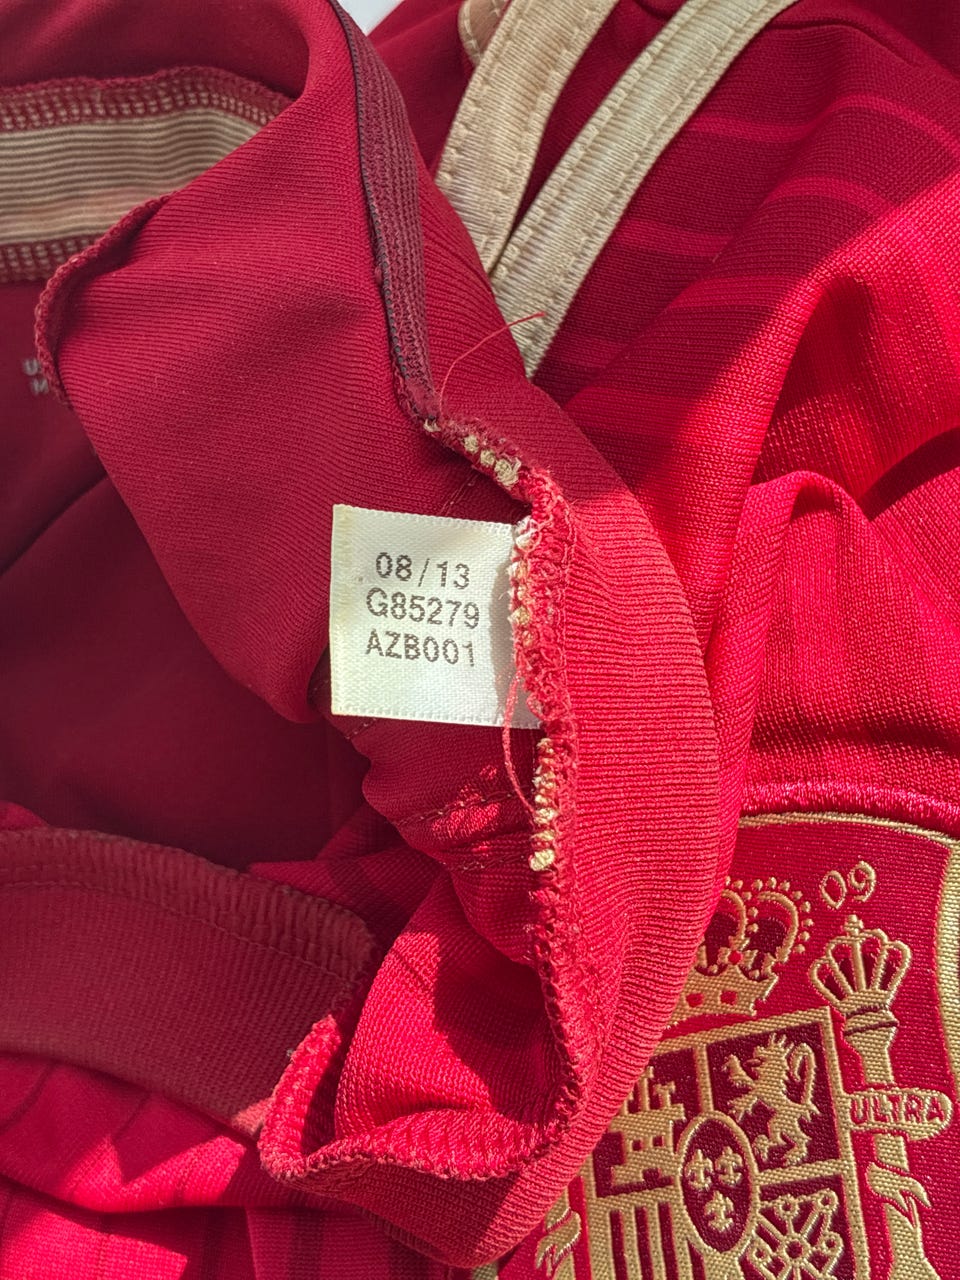 08/13
G85279
AZB001
09
ULTRA